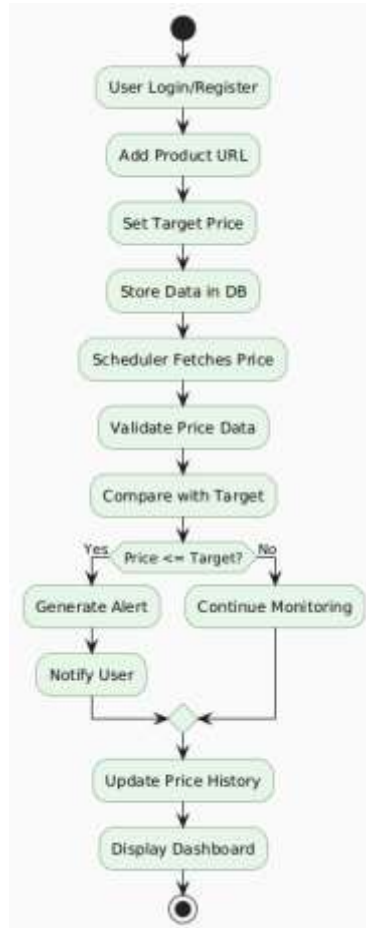 User Login/Register
Add Product URL
Set Target Price
Store Data in DB
Scheduler Fetches Price
Validate Price Data
Compare with Target
Yes
Price <= Target?
No
Generate Alert
Continue Monitoring
Notify User
Update Price History
Display Dashboard